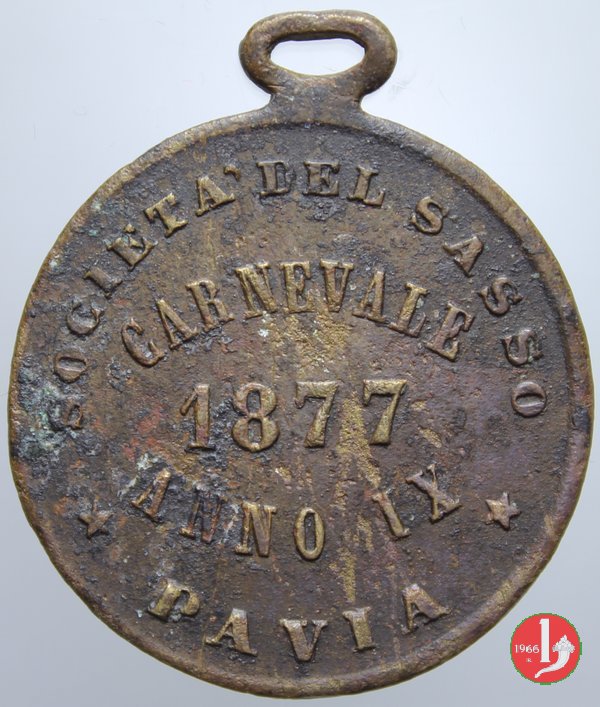 SOCIETA' DEL SASSO
CARNEVALE
1877
ANNO IX
PAVIA
1966
R.